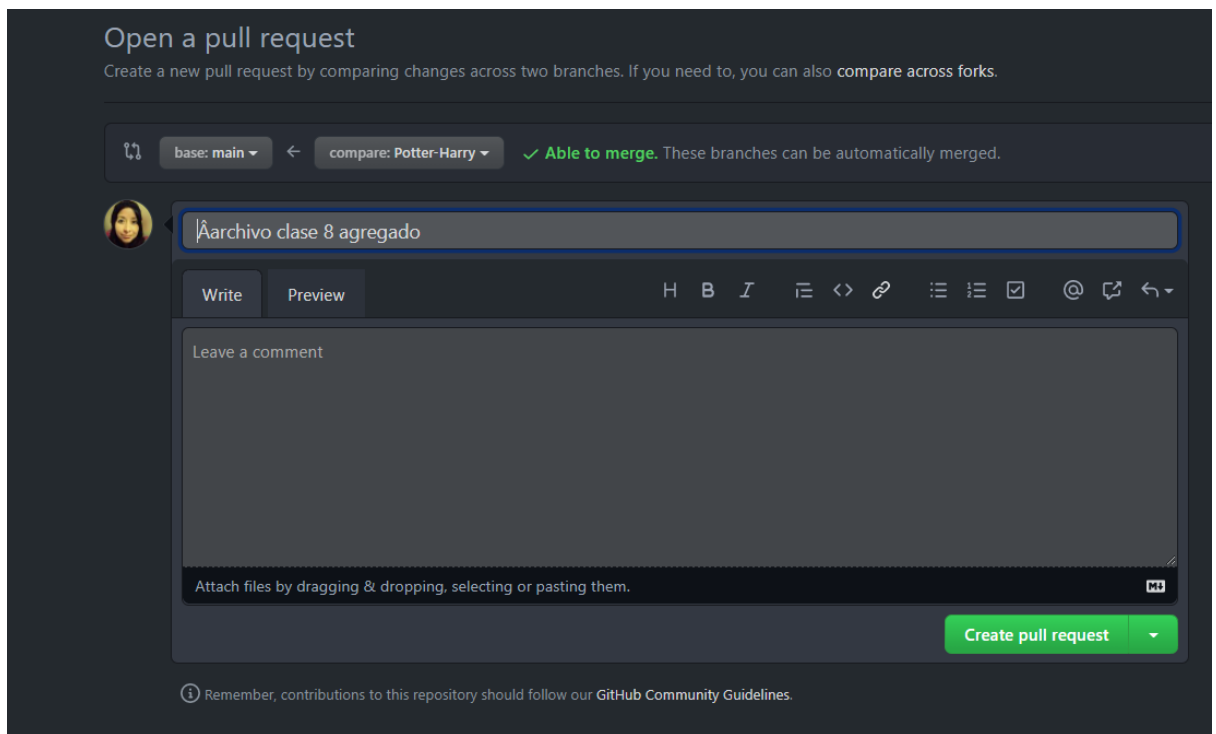 Open a pull request
Create a new pull request by comparing changes across two branches. If you need to, you can also compare across forks.
base: main ← compare: Potter-Harry ✓ Able to merge. These branches can be automatically merged.
Âarchivo clase 8 agregado
Write Preview H B I
Leave a comment
Attach files by dragging & dropping, selecting or pasting them. M↓
Create pull request
Remember, contributions to this repository should follow our GitHub Community Guidelines.